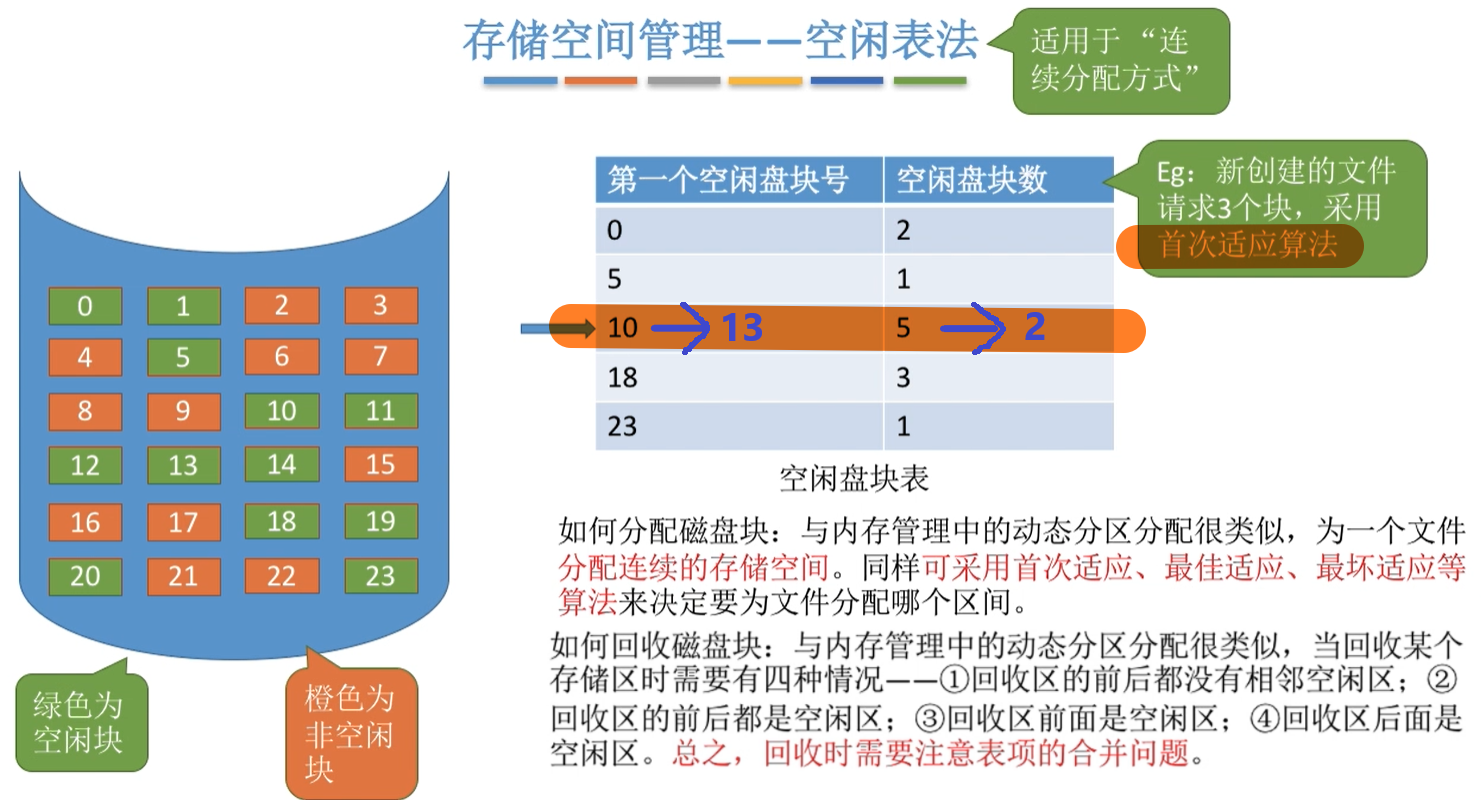 存储空间管理——空闲表法
适用于 “连
续分配方式”
0 1 2 3
4 5 6 7
8 9 10 11
12 13 14 15
16 17 18 19
20 21 22 23
绿色为
空闲块
橙色为
非空闲
块
第一个空闲盘块号 空闲盘块数
0 2
5 1
10 → 13 5 → 2
18 3
23 1
空闲盘块表
Eg：新创建的文件
请求3个块，采用
首次适应算法
如何分配磁盘块：与内存管理中的动态分区分配很类似，为一个文件
分配连续的存储空间。同样可采用首次适应、最佳适应、最坏适应等
算法来决定要为文件分配哪个区间。
如何回收磁盘块：与内存管理中的动态分区分配很类似，当回收某个
存储区时需要有四种情况——①回收区的前后都没有相邻空闲区；②
回收区的前后都是空闲区；③回收区前面是空闲区；④回收区后面是
空闲区。总之，回收时需要注意表项的合并问题。